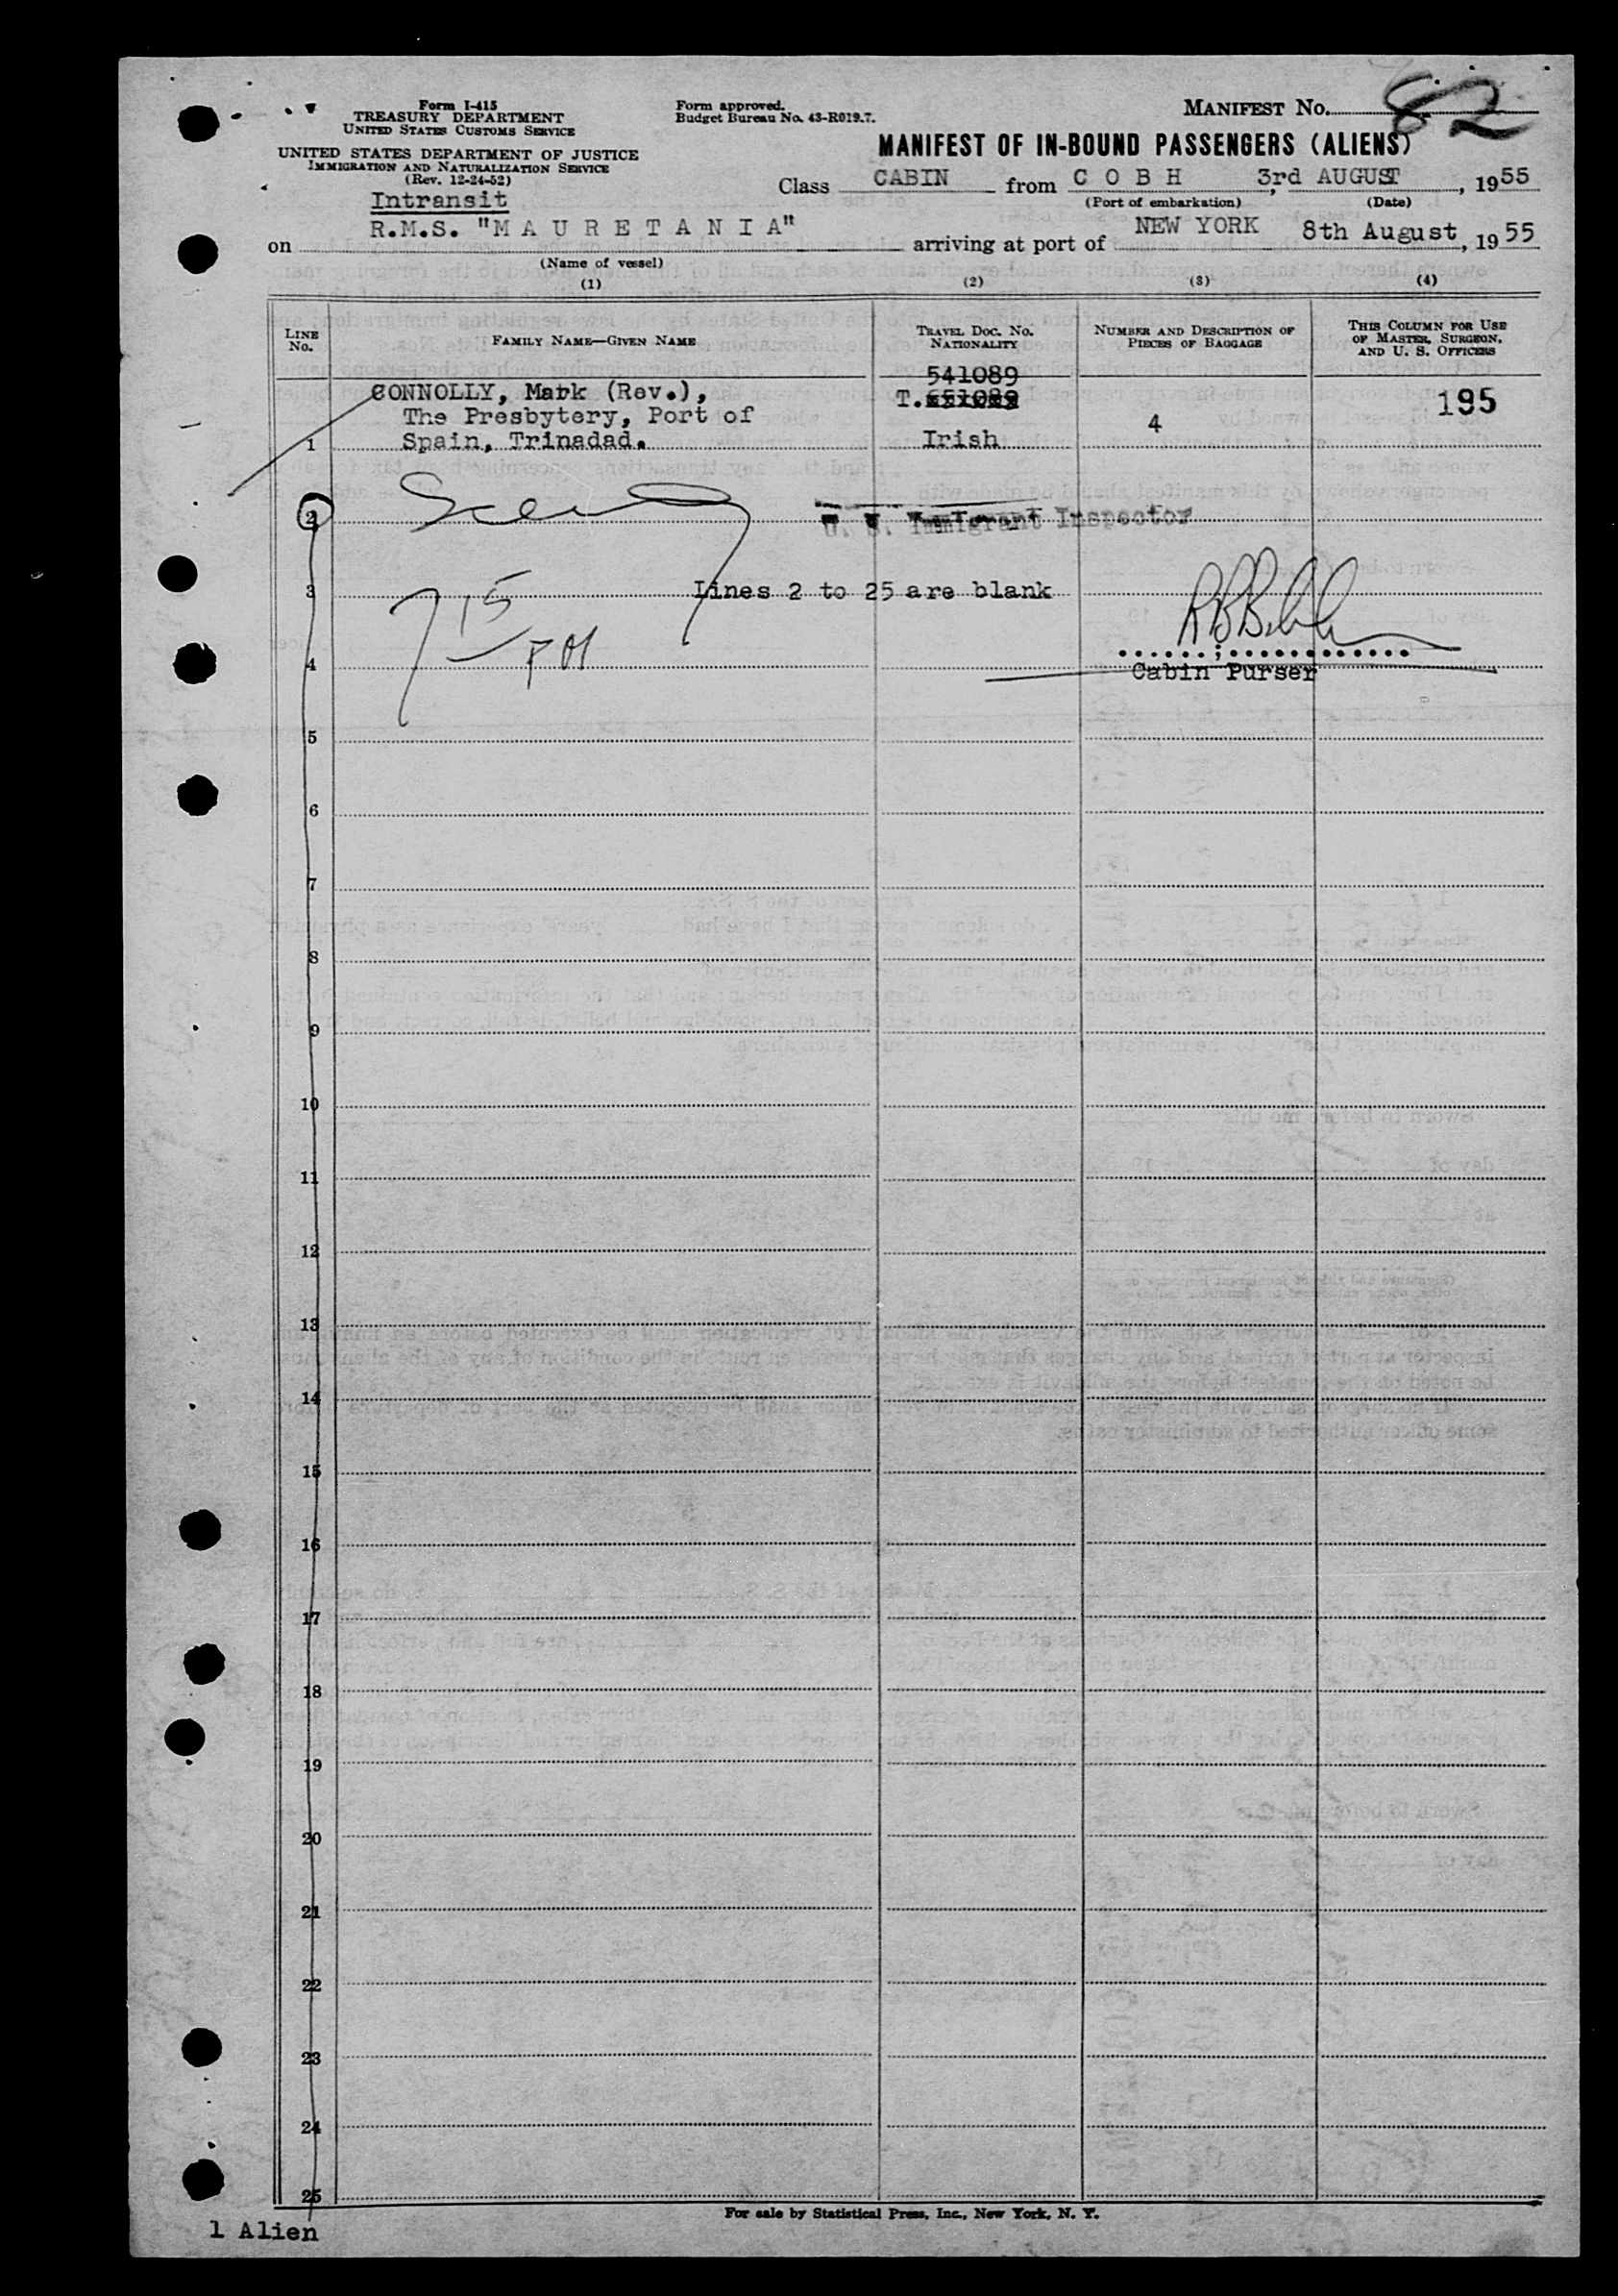 Form I-415
TREASURY DEPARTMENT
UNITED STATES CUSTOMS SERVICE
UNITED STATES DEPARTMENT OF JUSTICE
IMMIGRATION AND NATURALIZATION SERVICE
(Rev. 12-24-52)
Form approved.
Budget Bureau No. 43-R019.7.
MANIFEST No. 82
MANIFEST OF IN-BOUND PASSENGERS (ALIENS)
Class CABIN from C O B H 3rd AUGUST, 1955
(Port of embarkation) (Date)
Intransit
on R.M.S. "M A U R E T A N I A" arriving at port of NEW YORK 8th August, 1955
(Name of vessel)
(1) (2) (3) (4)
LINE No. FAMILY NAME—GIVEN NAME TRAVEL DOC. No. NATIONALITY NUMBER AND DESCRIPTION OF PIECES OF BAGGAGE THIS COLUMN FOR USE OF MASTER, SURGEON, AND U. S. OFFICERS
541089
CONNOLLY, Mark (Rev.), T. 195
The Presbytery, Port of 4
1 Spain, Trinadad. Irish
2 U. S. Immigrant Inspector
3 Lines 2 to 25 are blank
7 15 PM
4
Cabin Purser
5
6
7
8
9
10
11
12
13
14
15
16
17
18
19
20
21
22
23
24
25
For sale by Statistical Press, Inc., New York, N. Y.
1 Alien